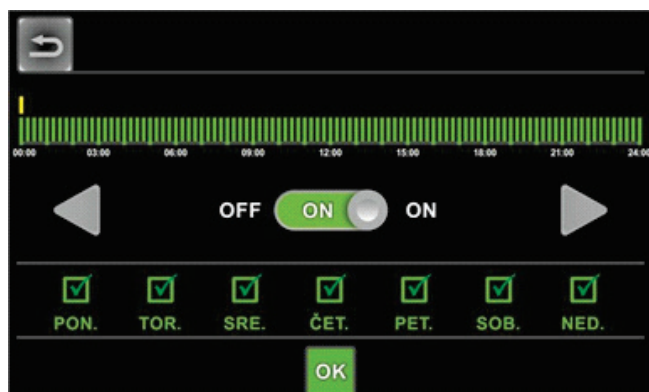 00:00 03:00 06:00 09:00 12:00 15:00 18:00 21:00 24:00
OFF ON ON
PON. TOR. SRE. ČET. PET. SOB. NED.
OK